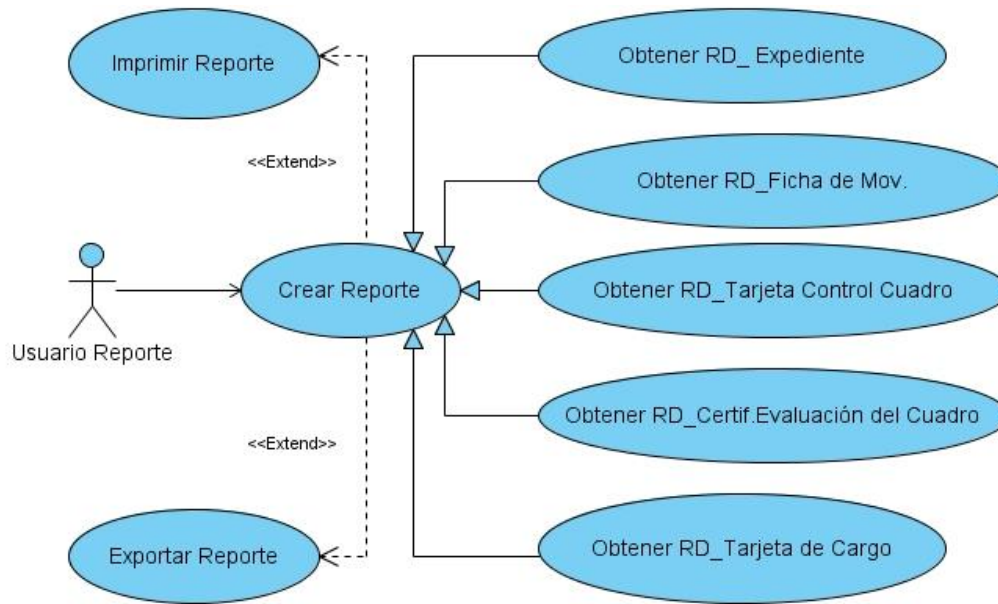 Imprimir Reporte
Obtener RD_ Expediente
<<Extend>>
Obtener RD_Ficha de Mov.
Crear Reporte
Obtener RD_Tarjeta Control Cuadro
Usuario Reporte
Obtener RD_Certif.Evaluación del Cuadro
<<Extend>>
Exportar Reporte
Obtener RD_Tarjeta de Cargo